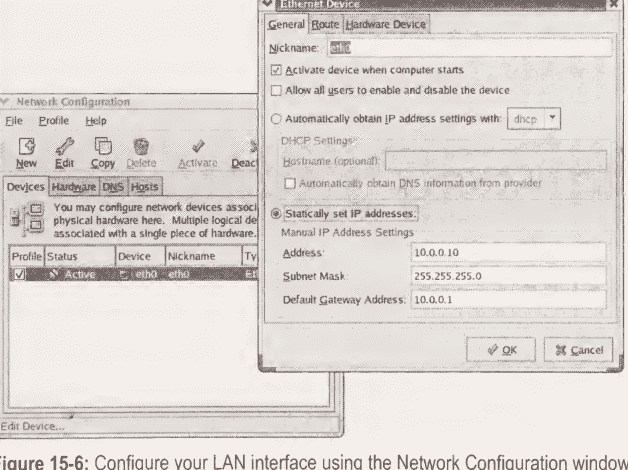 Ethernet Device
General Route Hardware Device
Nickname: eth0
Activate device when computer starts
Allow all users to enable and disable the device
Automatically obtain IP address settings with: dhcp
DHCP Settings
Hostname (optional):
Automatically obtain DNS information from provider
Statically set IP addresses:
Manual IP Address Settings
Address: 10.0.0.10
Subnet Mask: 255.255.255.0
Default Gateway Address: 10.0.0.1
OK Cancel
Network Configuration
File Profile Help
New Edit Copy Delete Activate Deac
Devices Hardware DNS Hosts
You may configure network devices associ
physical hardware here. Multiple logical de
associated with a single piece of hardware.
Profile Status Device Nickname Ty
Active eth0 eth0
Edit Device...
Figure 15-6: Configure your LAN interface using the Network Configuration window